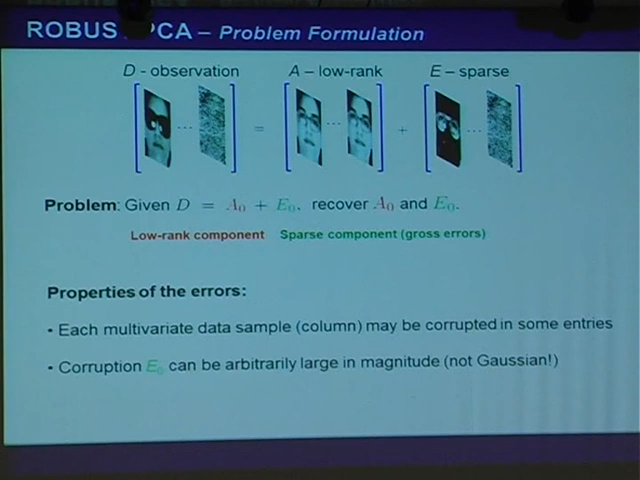 ROBUS PCA – Problem Formulation
D - observation A – low-rank E – sparse
[ ... ] = [ ... ] + [ ... ]
Problem: Given D = A₀ + E₀, recover A₀ and E₀.
Low-rank component Sparse component (gross errors)
Properties of the errors:
• Each multivariate data sample (column) may be corrupted in some entries
• Corruption E₀ can be arbitrarily large in magnitude (not Gaussian!)